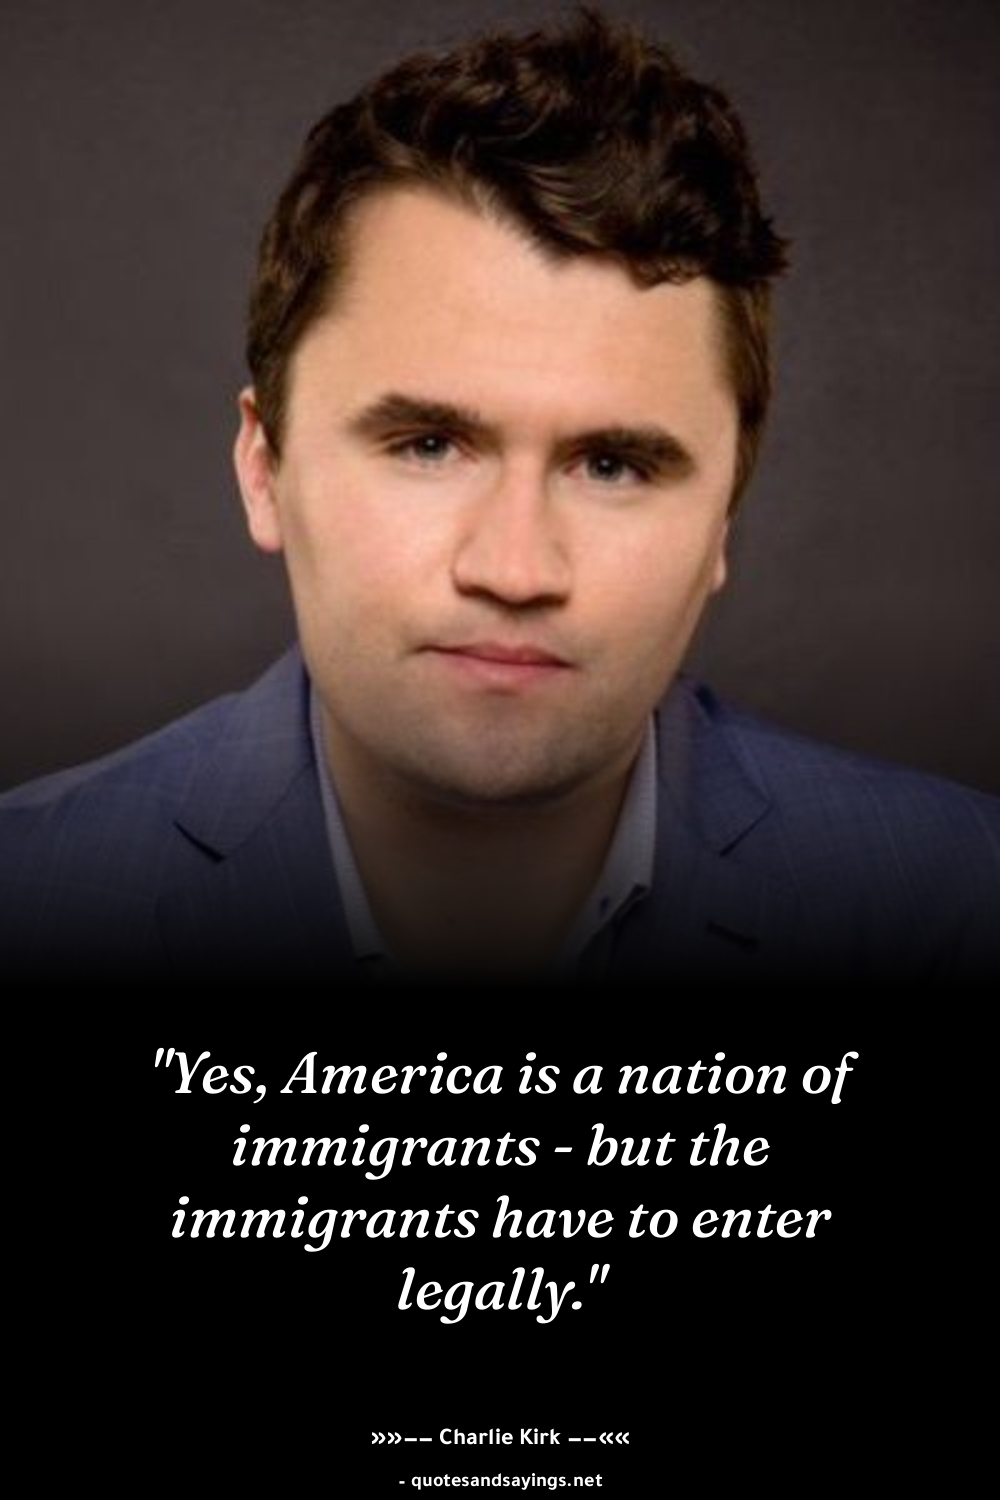 "Yes, America is a nation of
immigrants - but the
immigrants have to enter
legally."
»»−− Charlie Kirk −−««
- quotesandsayings.net